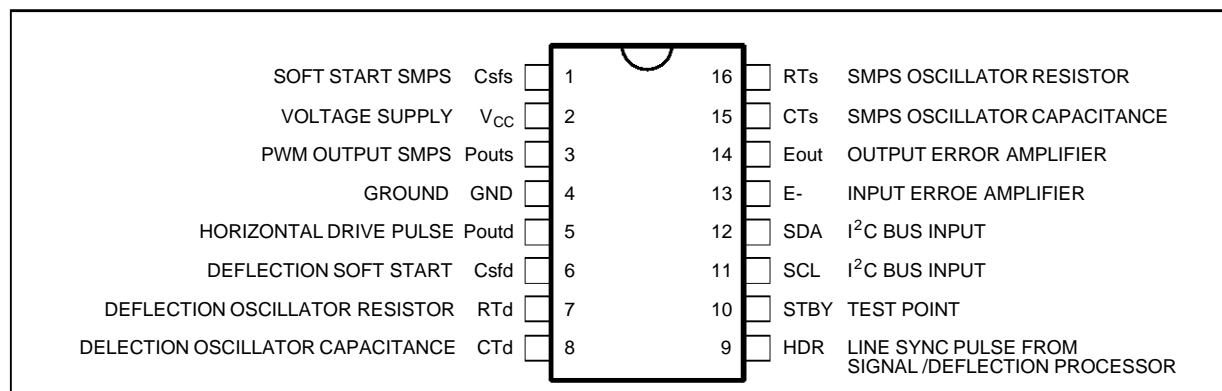 SOFT START SMPS Csfs 1 16 RTs SMPS OSCILLATOR RESISTOR
VOLTAGE SUPPLY VCC 2 15 CTs SMPS OSCILLATOR CAPACITANCE
PWM OUTPUT SMPS Pouts 3 14 Eout OUTPUT ERROR AMPLIFIER
GROUND GND 4 13 E- INPUT ERROE AMPLIFIER
HORIZONTAL DRIVE PULSE Poutd 5 12 SDA I²C BUS INPUT
DEFLECTION SOFT START Csfd 6 11 SCL I²C BUS INPUT
DEFLECTION OSCILLATOR RESISTOR RTd 7 10 STBY TEST POINT
DELECTION OSCILLATOR CAPACITANCE CTd 8 9 HDR LINE SYNC PULSE FROM
SIGNAL /DEFLECTION PROCESSOR